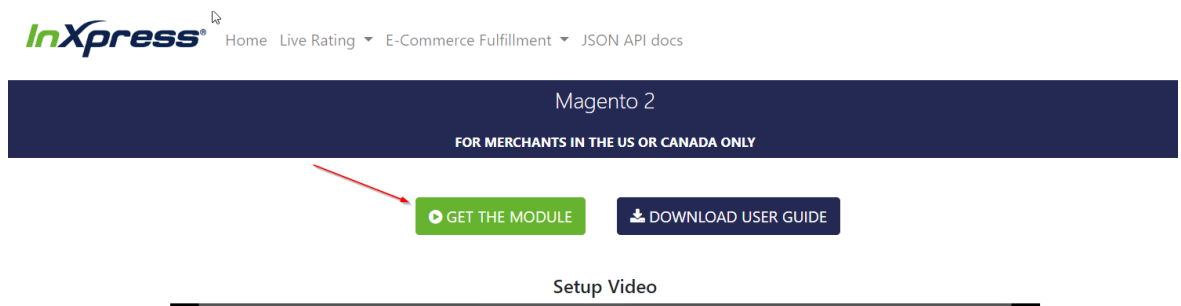 InXpress® Home Live Rating E-Commerce Fulfillment JSON API docs
Magento 2
FOR MERCHANTS IN THE US OR CANADA ONLY
GET THE MODULE DOWNLOAD USER GUIDE
Setup Video